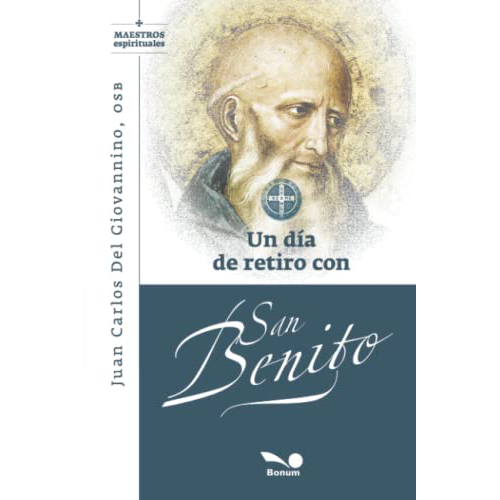 MAESTROS
espirituales
Juan Carlos Del Giovannino, OSB
Un día
de retiro con
San
Benito
Bonum